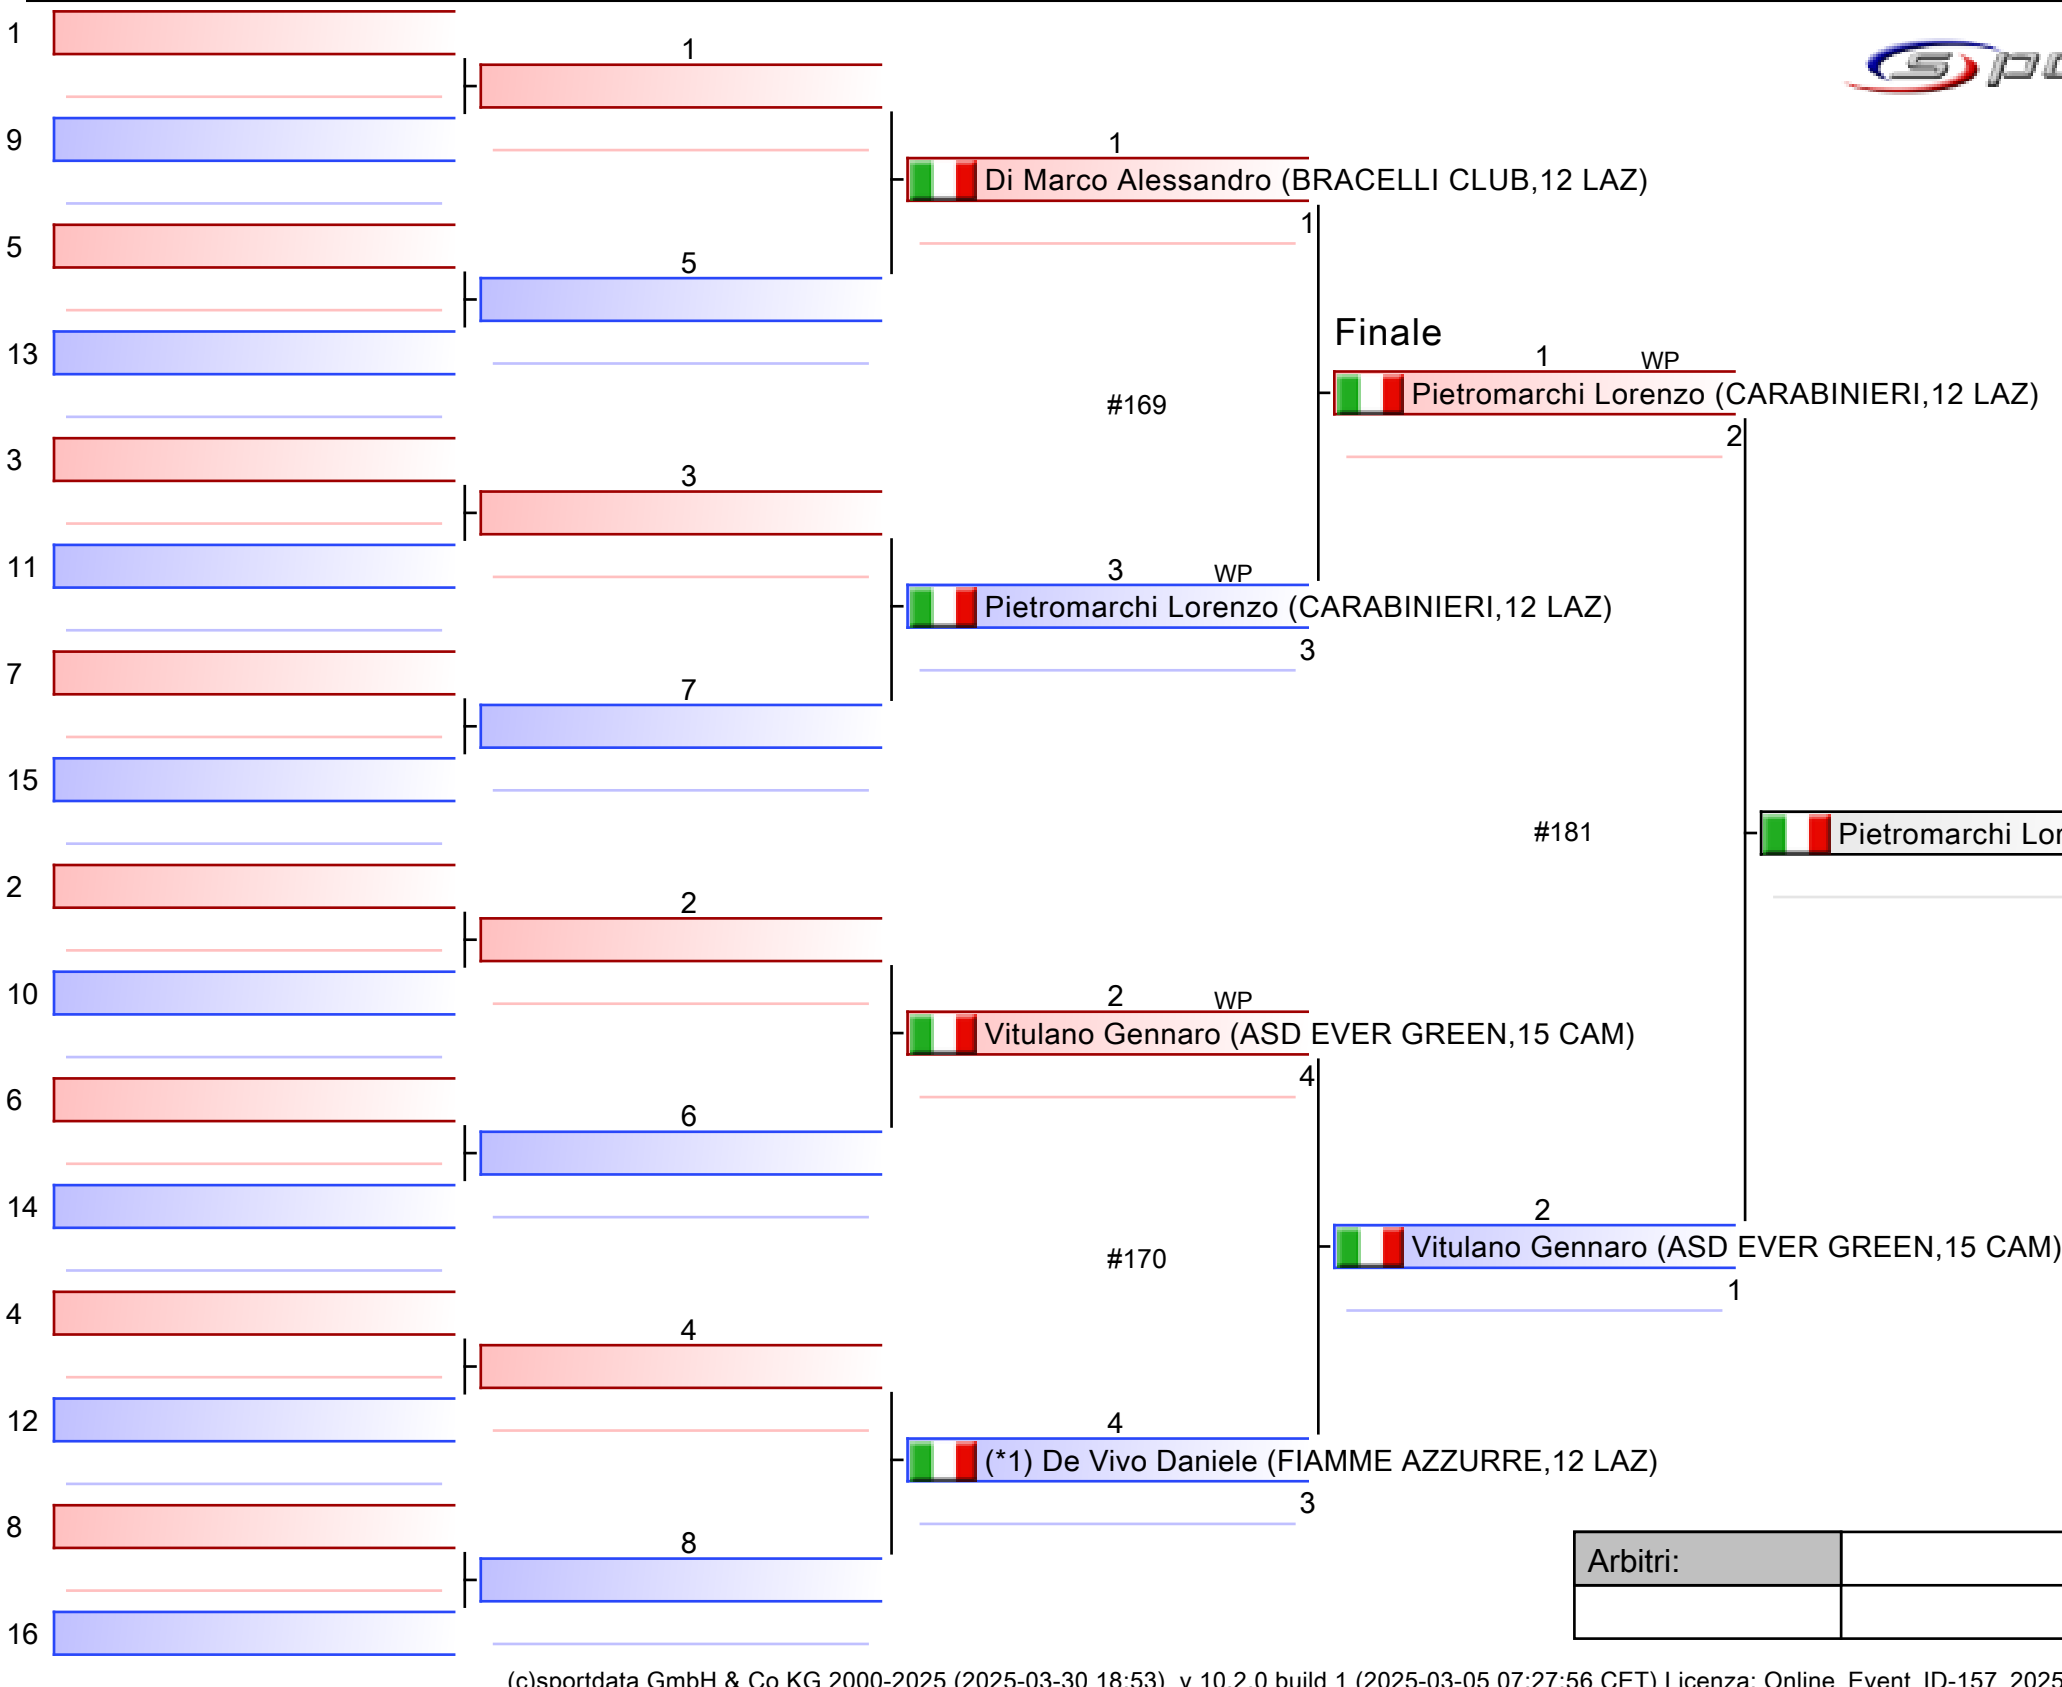 1
1
9
1
Di Marco Alessandro (BRACELLI CLUB,12 LAZ)
1
5
5
Finale
13
1 WP
#169
Pietromarchi Lorenzo (CARABINIERI,12 LAZ)
2
3
3
11
3 WP
Pietromarchi Lorenzo (CARABINIERI,12 LAZ)
3
7
7
15
#181
Pietromarchi Lor
2
2
10
2 WP
Vitulano Gennaro (ASD EVER GREEN,15 CAM)
4
6
6
14
2
#170
Vitulano Gennaro (ASD EVER GREEN,15 CAM)
1
4
4
12
4
(*1) De Vivo Daniele (FIAMME AZZURRE,12 LAZ)
3
8
8
Arbitri:
16
(c)sportdata GmbH & Co KG 2000-2025 (2025-03-30 18:53) v 10.2.0 build 1 (2025-03-05 07:27:56 CET) Licenza: Online Event ID-157 2025